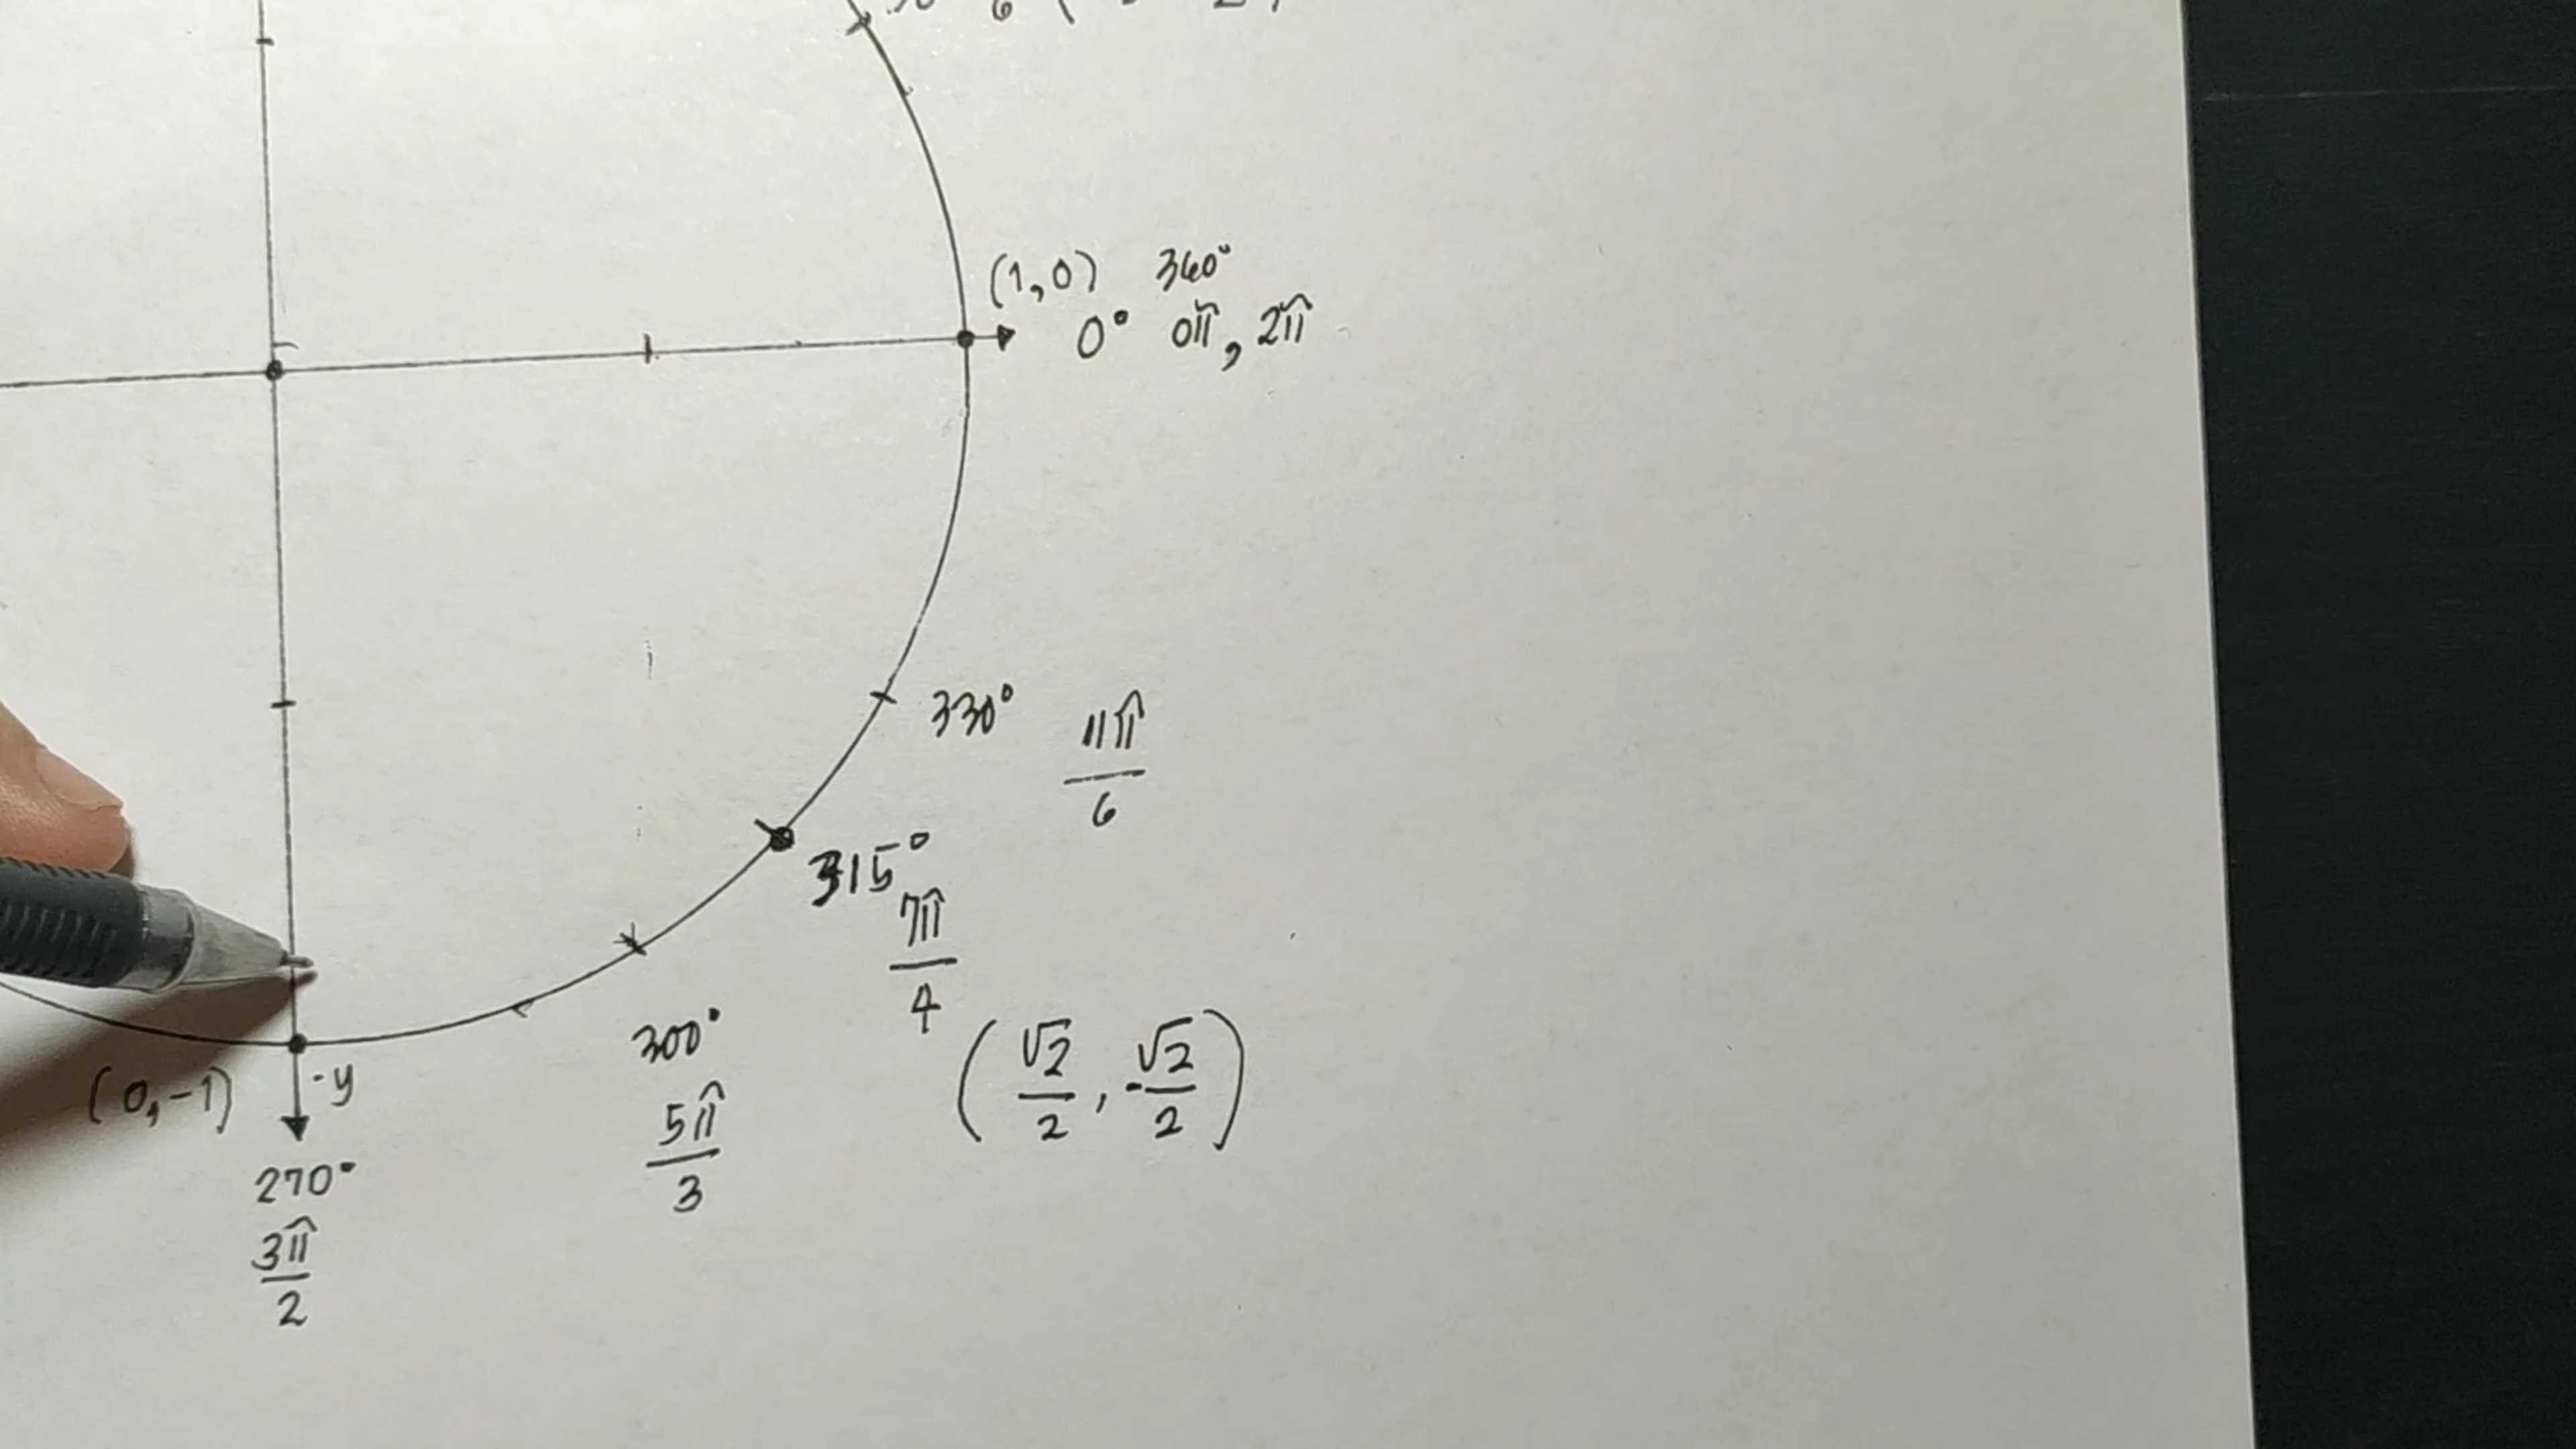 (1,0) 360°
0° 0π, 2π
330° 11π/6
315°
7π/4
(√2/2, -√2/2)
300°
5π/3
(0,-1) -y
270°
3π/2